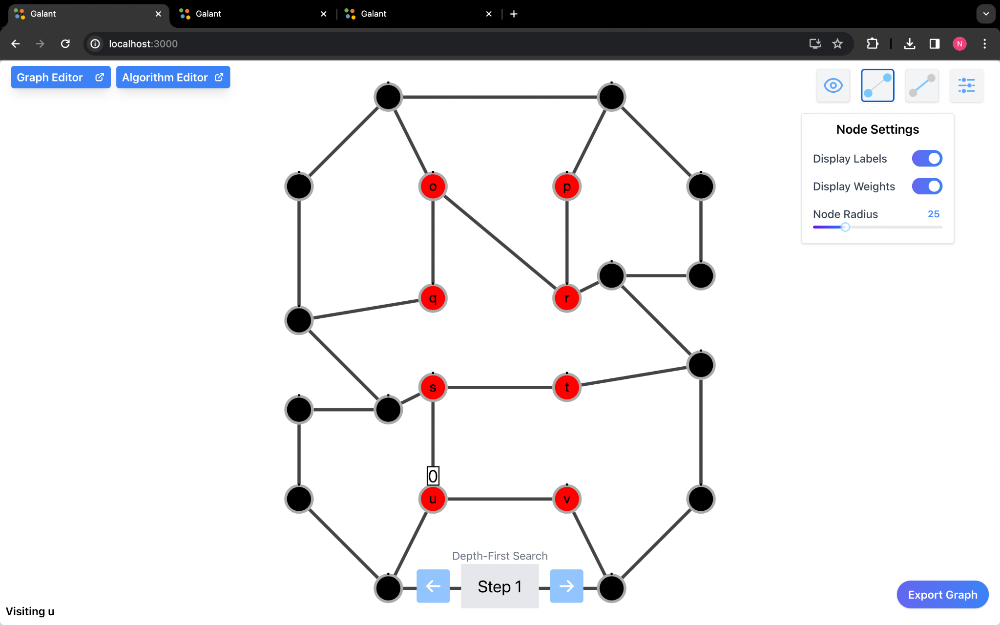 Galant
Galant
Galant
localhost:3000
N
Graph Editor
Algorithm Editor
Node Settings
Display Labels
Display Weights
Node Radius 25
o
p
q
r
s
t
0
u
v
Depth-First Search
Step 1
Export Graph
Visiting u